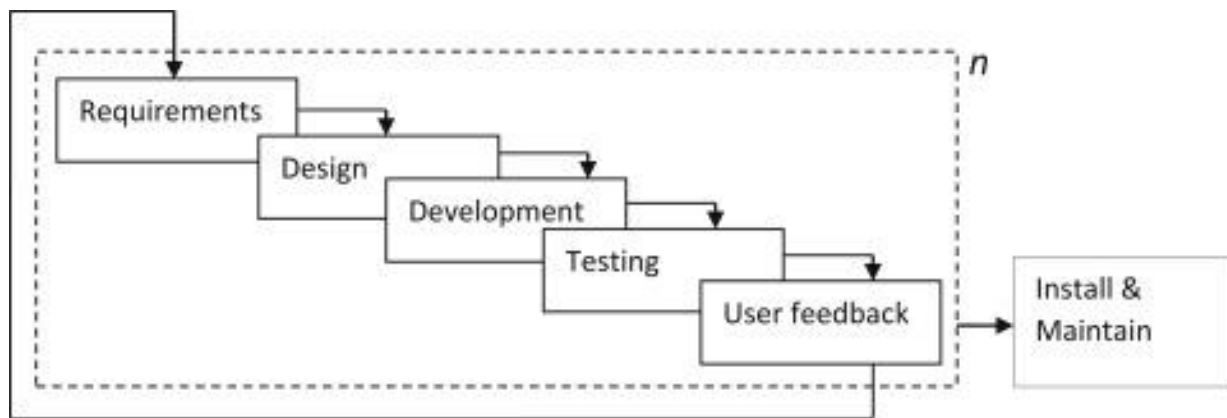 n
Requirements
Design
Development
Testing
User feedback
Install &
Maintain